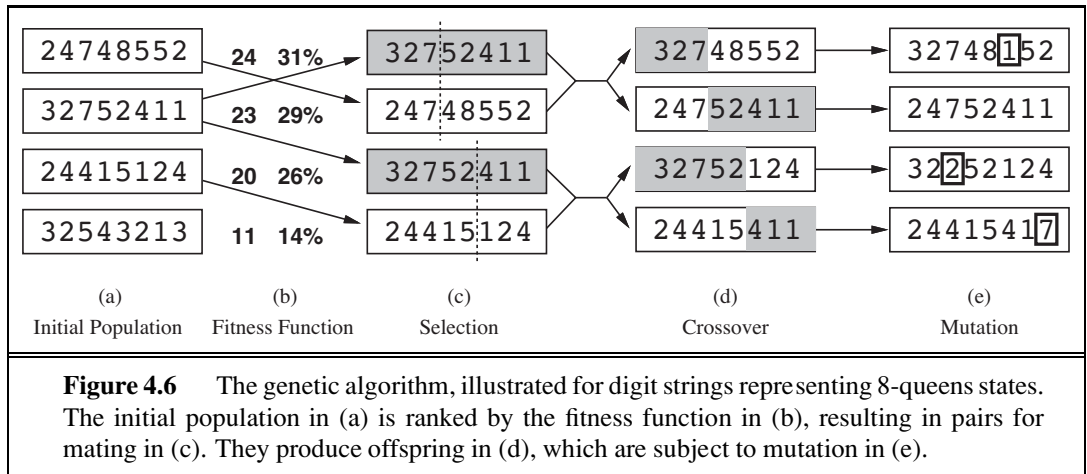 24748552 24 31% 32752411 32748552 32748152
32752411 23 29% 24748552 24752411 24752411
24415124 20 26% 32752411 32752124 32252124
32543213 11 14% 24415124 24415411 24415417
(a) (b) (c) (d) (e)
Initial Population Fitness Function Selection Crossover Mutation
Figure 4.6 The genetic algorithm, illustrated for digit strings representing 8-queens states.
The initial population in (a) is ranked by the fitness function in (b), resulting in pairs for
mating in (c). They produce offspring in (d), which are subject to mutation in (e).